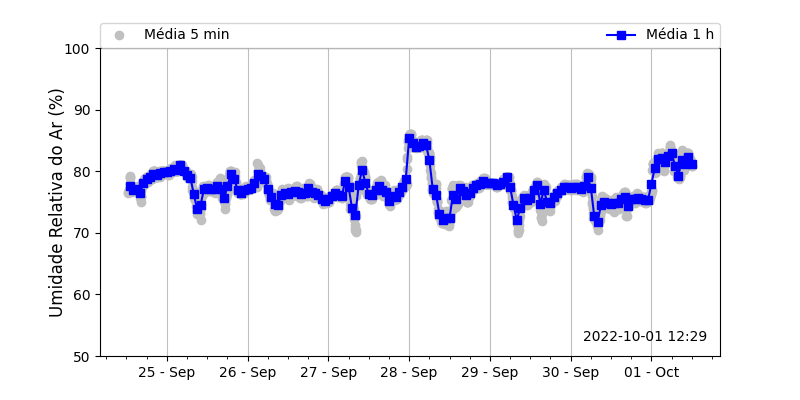 Média 5 min
Média 1 h
Umidade Relativa do Ar (%)
100
90
80
70
60
50
2022-10-01 12:29
25 - Sep
26 - Sep
27 - Sep
28 - Sep
29 - Sep
30 - Sep
01 - Oct